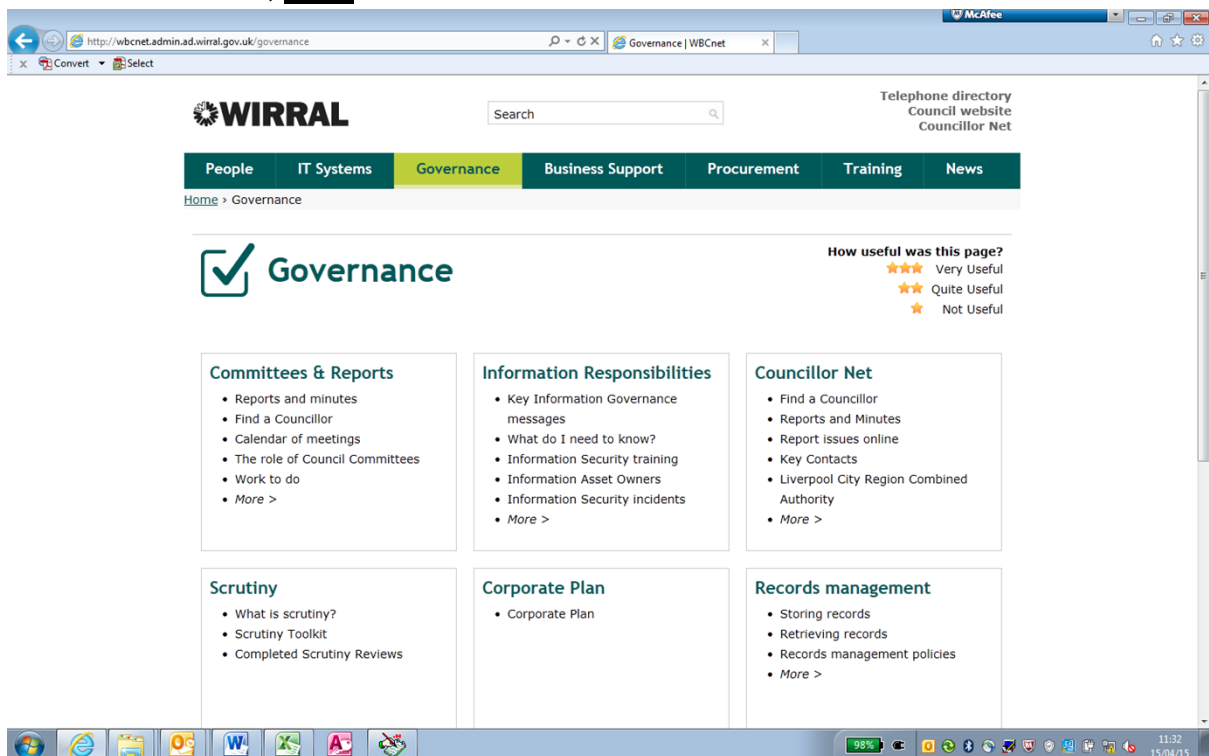 McAfee
http://wbcnet.admin.ad.wirral.gov.uk/governance
Governance | WBCnet
x Convert Select
WIRRAL
Search
Telephone directory
Council website
Councillor Net
People IT Systems Governance Business Support Procurement Training News
Home › Governance
Governance
How useful was this page?
Very Useful
Quite Useful
Not Useful
Committees & Reports
• Reports and minutes
• Find a Councillor
• Calendar of meetings
• The role of Council Committees
• Work to do
• More >
Information Responsibilities
• Key Information Governance
messages
• What do I need to know?
• Information Security training
• Information Asset Owners
• Information Security incidents
• More >
Councillor Net
• Find a Councillor
• Reports and Minutes
• Report issues online
• Key Contacts
• Liverpool City Region Combined
Authority
• More >
Scrutiny
• What is scrutiny?
• Scrutiny Toolkit
• Completed Scrutiny Reviews
Corporate Plan
• Corporate Plan
Records management
• Storing records
• Retrieving records
• Records management policies
• More >
98%
11:32
15/04/15